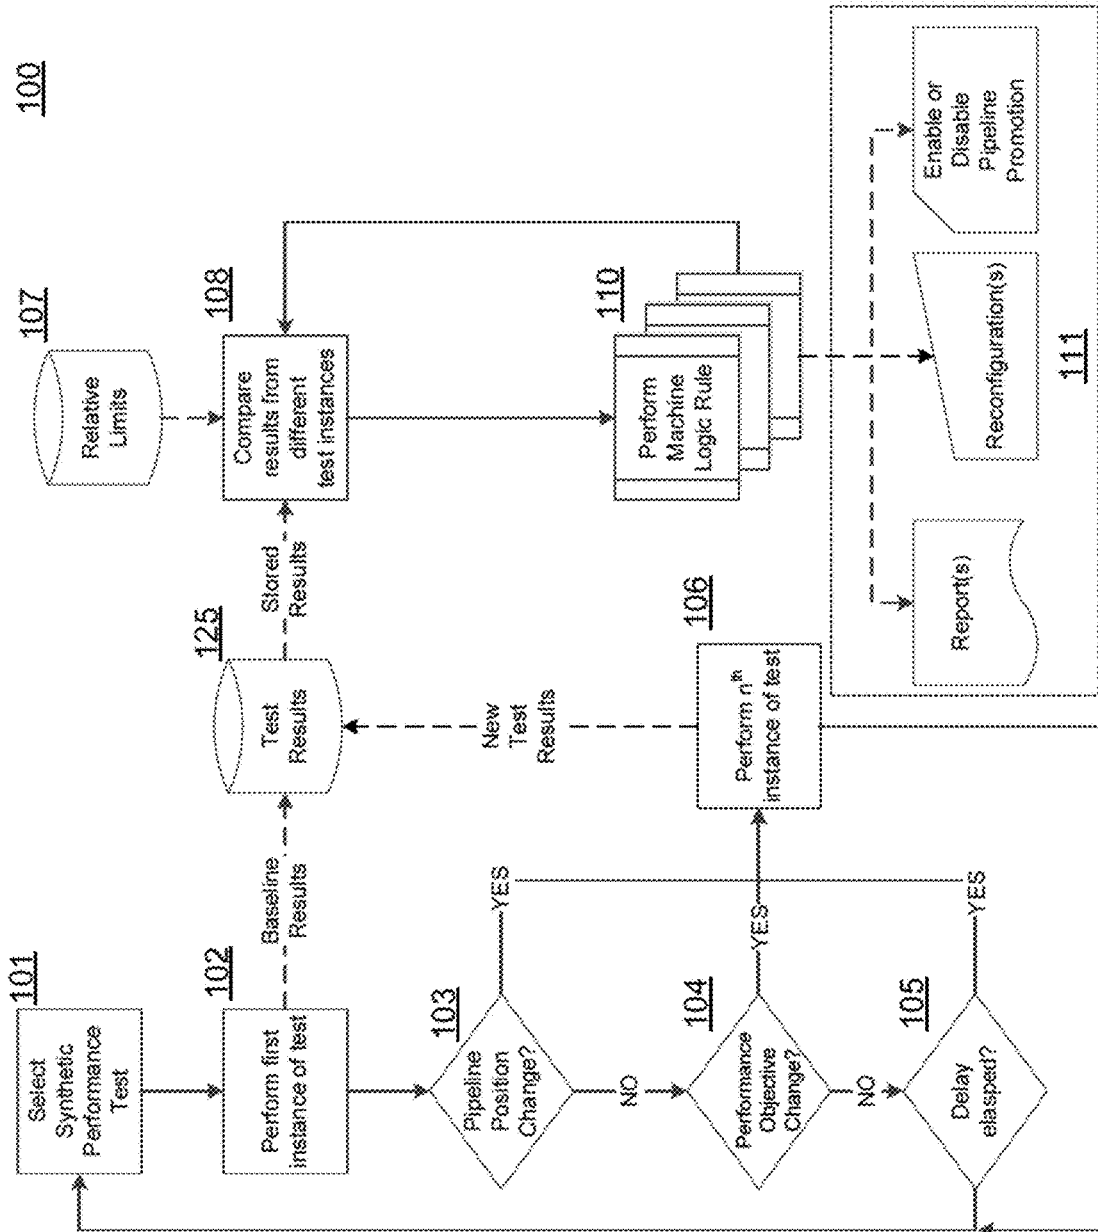 100
101
Select
Synthetic
Performance
Test
102
Perform first
instance of test
Baseline
Results
125
Test
Results
Stored
Results
107
Relative
Limits
108
Compare
results from
different
test instances
103
Pipeline
Position
Change?
YES
NO
104
Performance
Objective
Change?
YES
NO
105
Delay
elasped?
YES
106
Perform nth
instance of test
New
Test
Results
110
Perform
Machine
Logic Rule
Report(s)
Reconfiguration(s)
Enable or
Disable
Pipeline
Promotion
111